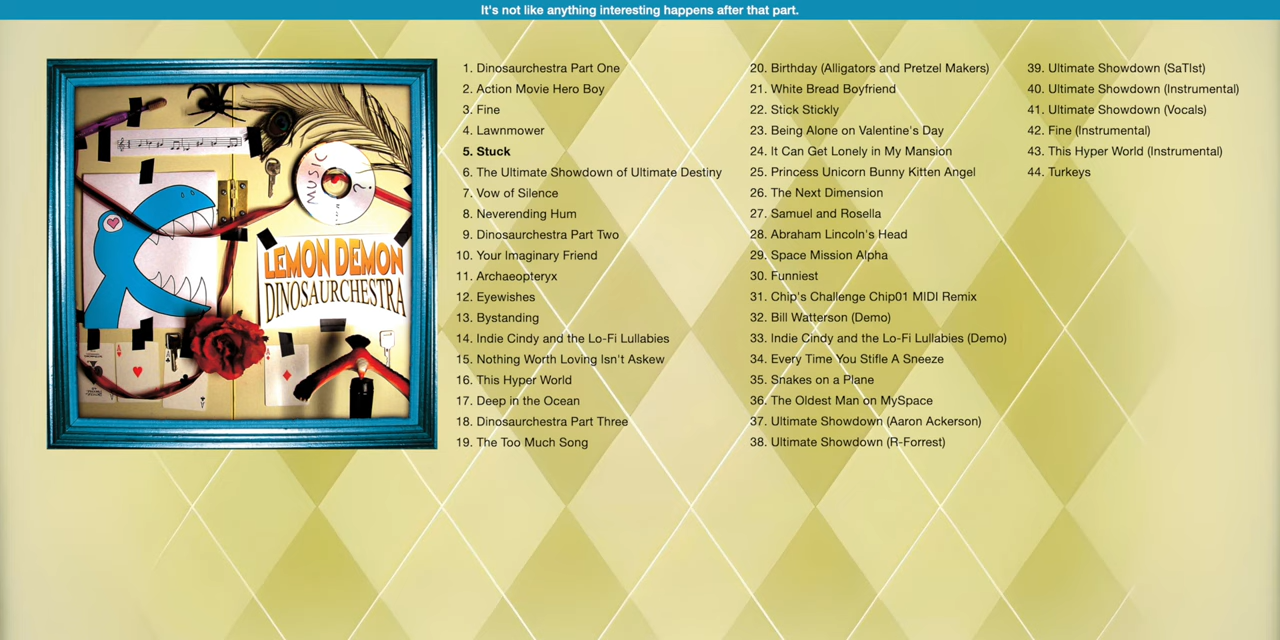 It's not like anything interesting happens after that part.
MUSIC
LEMON DEMON
DINOSAURCHESTRA
1. Dinosaurchestra Part One
2. Action Movie Hero Boy
3. Fine
4. Lawnmower
5. Stuck
6. The Ultimate Showdown of Ultimate Destiny
7. Vow of Silence
8. Neverending Hum
9. Dinosaurchestra Part Two
10. Your Imaginary Friend
11. Archaeopteryx
12. Eyewishes
13. Bystanding
14. Indie Cindy and the Lo-Fi Lullabies
15. Nothing Worth Loving Isn't Askew
16. This Hyper World
17. Deep in the Ocean
18. Dinosaurchestra Part Three
19. The Too Much Song
20. Birthday (Alligators and Pretzel Makers)
21. White Bread Boyfriend
22. Stick Stickly
23. Being Alone on Valentine's Day
24. It Can Get Lonely in My Mansion
25. Princess Unicorn Bunny Kitten Angel
26. The Next Dimension
27. Samuel and Rosella
28. Abraham Lincoln's Head
29. Space Mission Alpha
30. Funniest
31. Chip's Challenge Chip01 MIDI Remix
32. Bill Watterson (Demo)
33. Indie Cindy and the Lo-Fi Lullabies (Demo)
34. Every Time You Stifle A Sneeze
35. Snakes on a Plane
36. The Oldest Man on MySpace
37. Ultimate Showdown (Aaron Ackerson)
38. Ultimate Showdown (R-Forrest)
39. Ultimate Showdown (SaTIst)
40. Ultimate Showdown (Instrumental)
41. Ultimate Showdown (Vocals)
42. Fine (Instrumental)
43. This Hyper World (Instrumental)
44. Turkeys